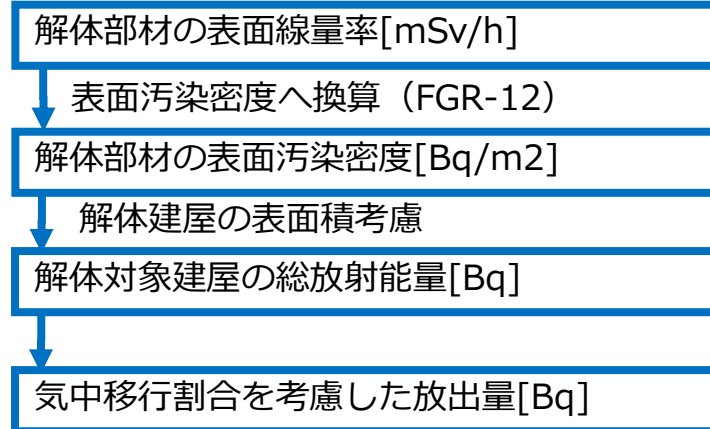 解体部材の表面線量率[mSv/h]
表面汚染密度へ換算（FGR-12）
解体部材の表面汚染密度[Bq/m2]
解体建屋の表面積考慮
解体対象建屋の総放射能量[Bq]
気中移行割合を考慮した放出量[Bq]